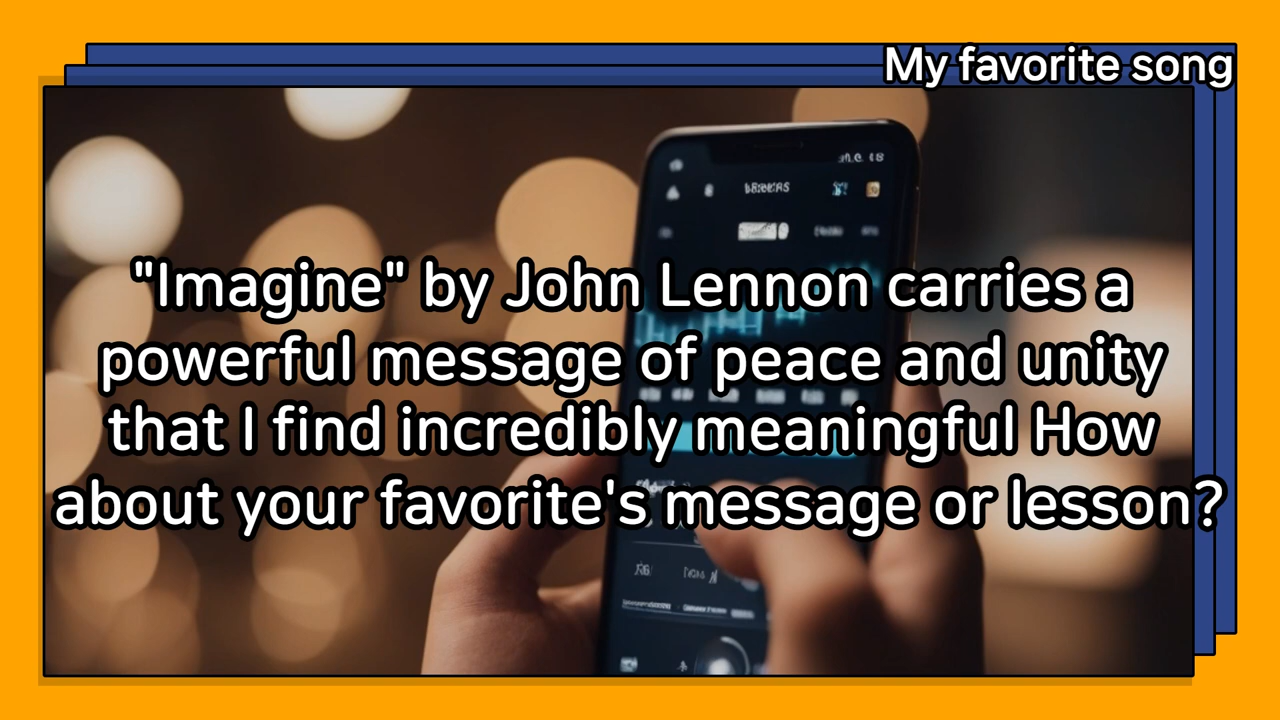 My favorite song
"Imagine" by John Lennon carries a
powerful message of peace and unity
that I find incredibly meaningful How
about your favorite's message or lesson?